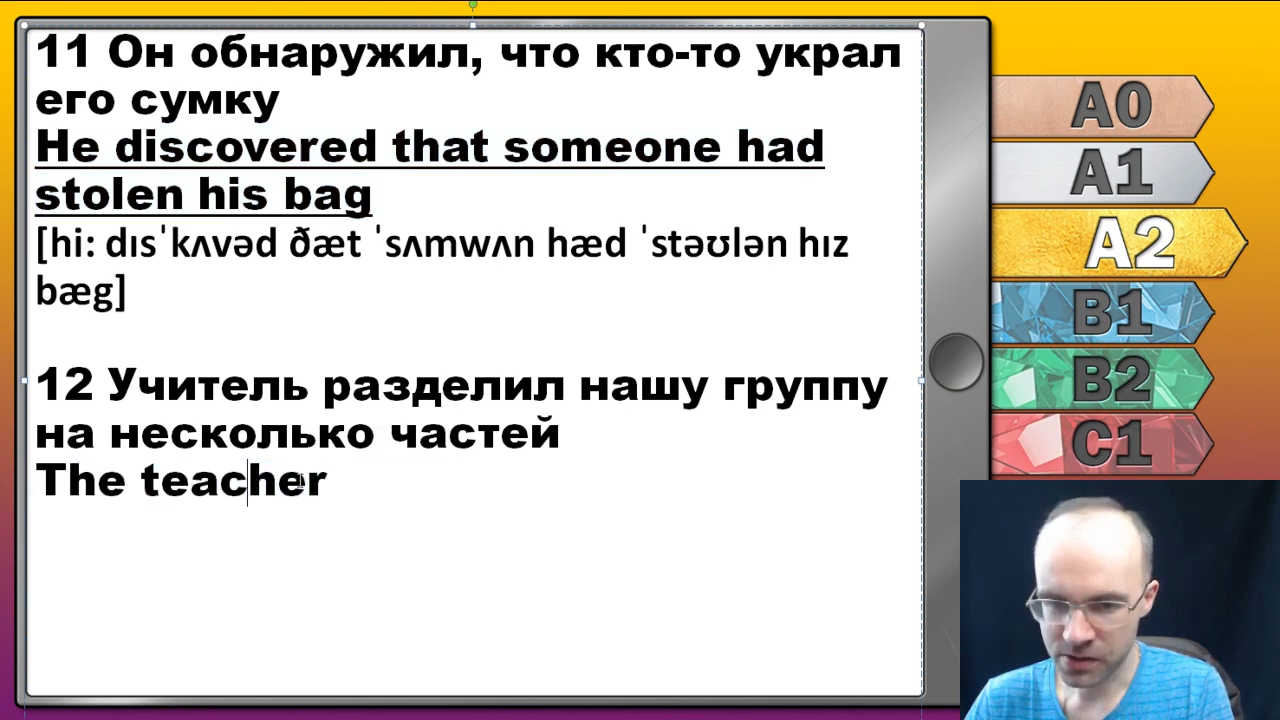 11 Он обнаружил, что кто-то украл
его сумку
He discovered that someone had
stolen his bag
[hi: dɪsˈkʌvəd ðæt ˈsʌmwʌn hæd ˈstəʊlən hɪz
bæg]
12 Учитель разделил нашу группу
на несколько частей
The teacher
A0
A1
A2
B1
B2
C1